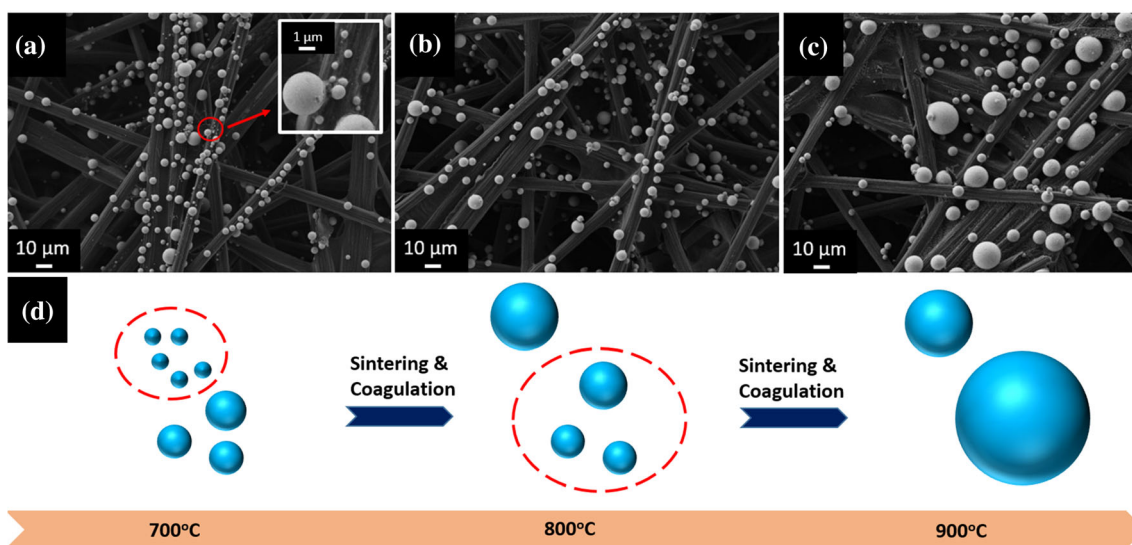 (a)
1 µm
10 µm
(b)
10 µm
(c)
10 µm
(d)
Sintering &
Coagulation
Sintering &
Coagulation
700°C
800°C
900°C